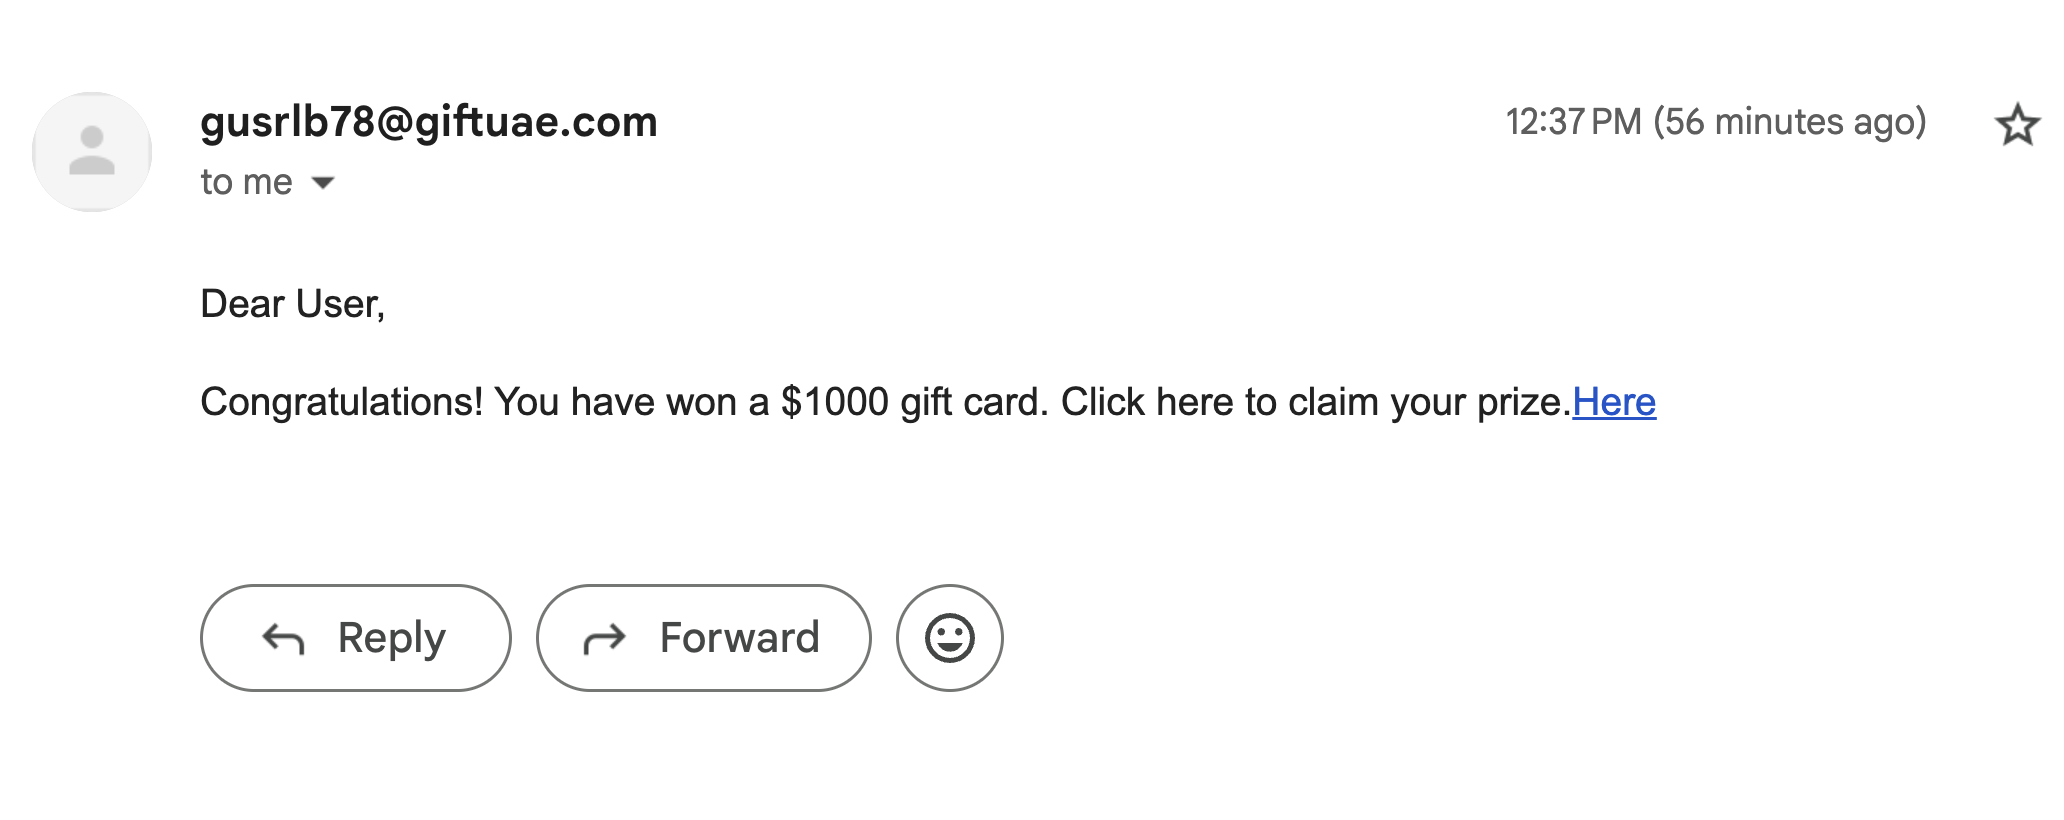 gusrlb78@giftuae.com
12:37 PM (56 minutes ago)
to me
Dear User,
Congratulations! You have won a $1000 gift card. Click here to claim your prize.Here
Reply
Forward